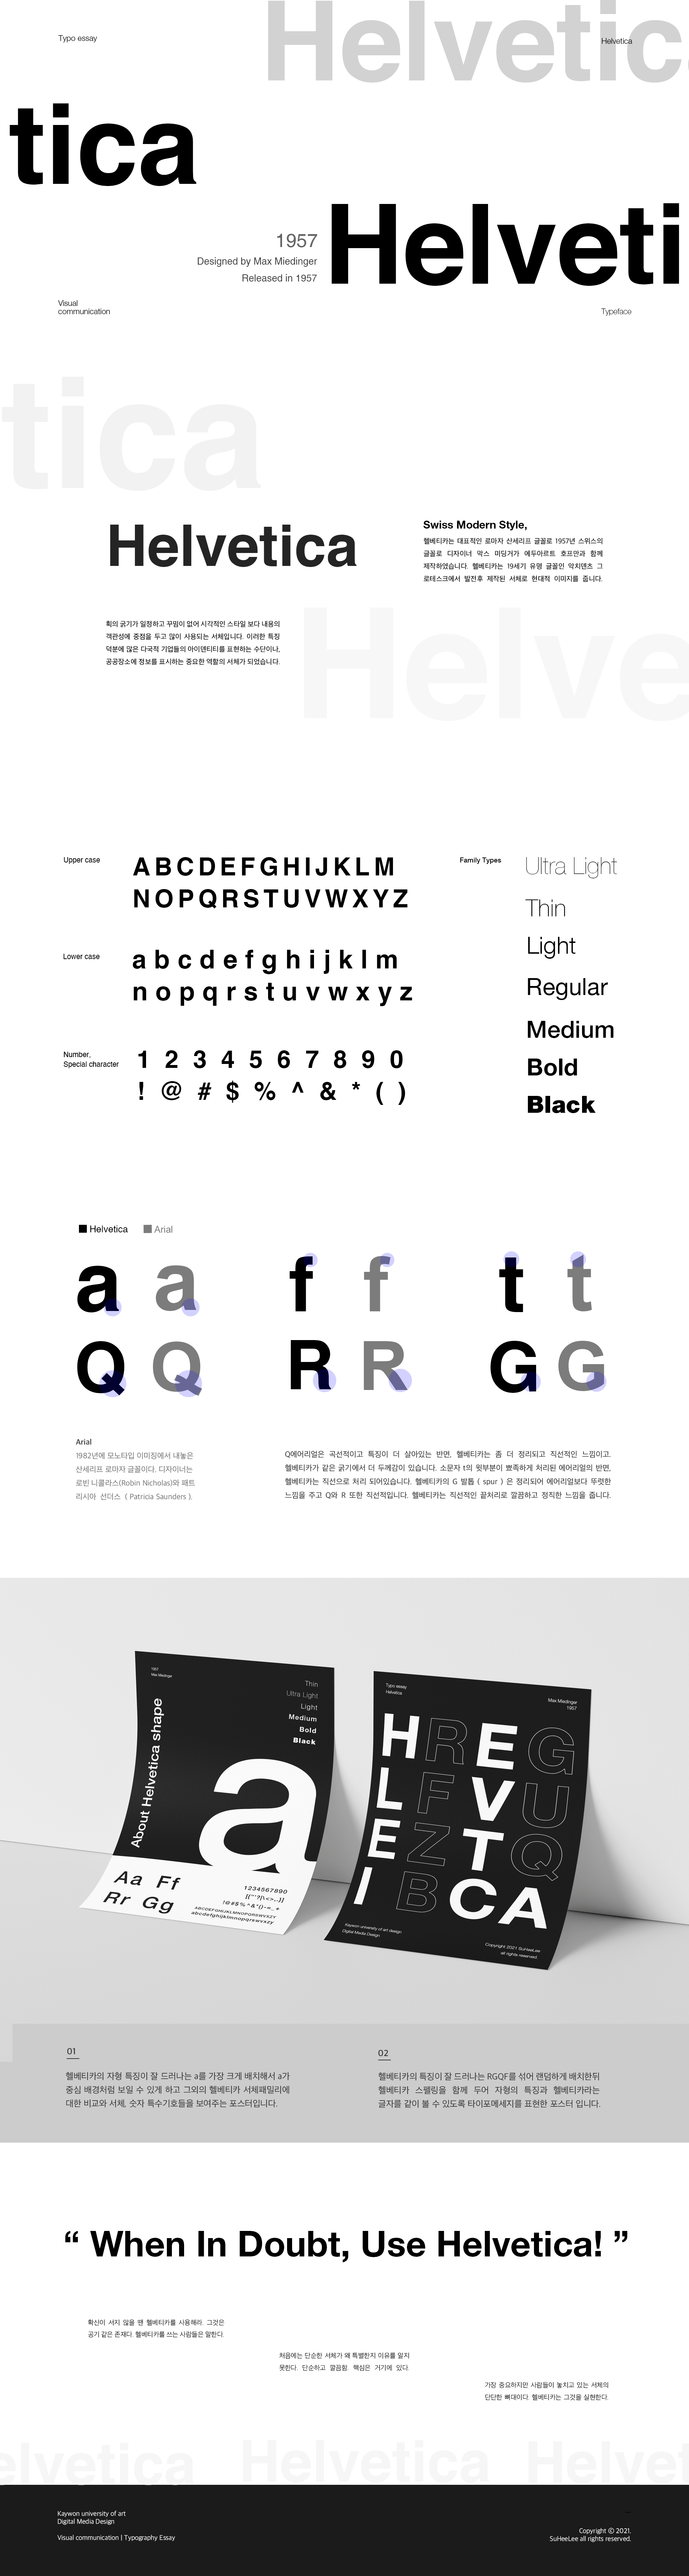 Helvetic
Typo essay
Helvetica
tica
Helveti
1957
Designed by Max Miedinger
Released in 1957
Visual
communication
Typeface
tica
Helvetica
Swiss Modern Style,
헬베티카는 대표적인 로마자 산세리프 글꼴로 1957년 스위스의
글꼴로 디자이너 막스 미딩거가 에두아르트 호프만과 함께
제작하였습니다. 헬베티카는 19세기 유명 글꼴인 악치덴츠 그
로테스크에서 발전후 제작된 서체로 현대적 이미지를 줍니다.
획의 굵기가 일정하고 꾸밈이 없어 시각적인 스타일 보다 내용의
객관성에 중점을 두고 많이 사용되는 서체입니다. 이러한 특징
덕분에 많은 다국적 기업들의 아이덴티티를 표현하는 수단이나,
공공장소에 정보를 표시하는 중요한 역할의 서체가 되었습니다.
Helve
Upper case
A B C D E F G H I J K L M
N O P Q R S T U V W X Y Z
Lower case
a b c d e f g h i j k l m
n o p q r s t u v w x y z
Number,
Special character
1 2 3 4 5 6 7 8 9 0
! @ # $ % ^ & * ( )
Family Types
Ultra Light
Thin
Light
Regular
Medium
Bold
Black
Helvetica Arial
a a f f t t
Q Q R R G G
Arial
1982년에 모노타입 이미징에서 내놓은
산세리프 로마자 글꼴이다. 디자이너는
로빈 니콜라스(Robin Nicholas)와 패트
리시아 선더스 ( Patricia Saunders ).
Q에어리얼은 곡선적이고 특징이 더 살아있는 반면, 헬베티카는 좀 더 정리되고 직선적인 느낌이고.
헬베티카가 같은 굵기에서 더 두께감이 있습니다. 소문자 t의 윗부분이 뾰족하게 처리된 에어리얼의 반면,
헬베티카는 직선으로 처리 되어있습니다. 헬베티카의 G 발톱 ( spur ) 은 정리되어 에어리얼보다 뚜렷한
느낌을 주고 Q와 R 또한 직선적입니다. 헬베티카는 직선적인 끝처리로 깔끔하고 정직한 느낌을 줍니다.
1957
Max Miedinger
Thin
Ultra Light
Light
Medium
Bold
Black
About Helvetica shape
a
Aa Ff
Rr Gg
1234567890
ABCDEFGHIJKLMNOPQRSWVXZY
abcdefghijklmnopqrswvxzy
Typo essay
Helvetica
Max Miedinger
1957
H R E G
L F V U
E Z T Q
I B C A
Kaywon university of art design
Digital Media Design
Copyright 2021 SuHeeLee
all rights reserved
01
헬베티카의 자형 특징이 잘 드러나는 a를 가장 크게 배치해서 a가
중심 배경처럼 보일 수 있게 하고 그외의 헬베티카 서체패밀리에
대한 비교와 서체, 숫자 특수기호들을 보여주는 포스터입니다.
02
헬베티카의 특징이 잘 드러나는 RGQF를 섞어 랜덤하게 배치한뒤
헬베티카 스펠링을 함께 두어 자형의 특징과 헬베티카라는
글자를 같이 볼 수 있도록 타이포메세지를 표현한 포스터 입니다.
“ When In Doubt, Use Helvetica! ”
확신이 서지 않을 땐 헬베티카를 사용해라. 그것은
공기 같은 존재다. 헬베티카를 쓰는 사람들은 말한다.
처음에는 단순한 서체가 왜 특별한지 이유를 알지
못한다. 단순하고 깔끔함. 핵심은 거기에 있다.
가장 중요하지만 사람들이 놓치고 있는 서체의
단단한 뼈대이다. 헬베티카는 그것을 실현한다.
elvetica Helvetica Helvet
Kaywon university of art
Digital Media Design
Visual communication | Typography Essay
Copyright ⓒ 2021.
SuHeeLee all rights reserved.